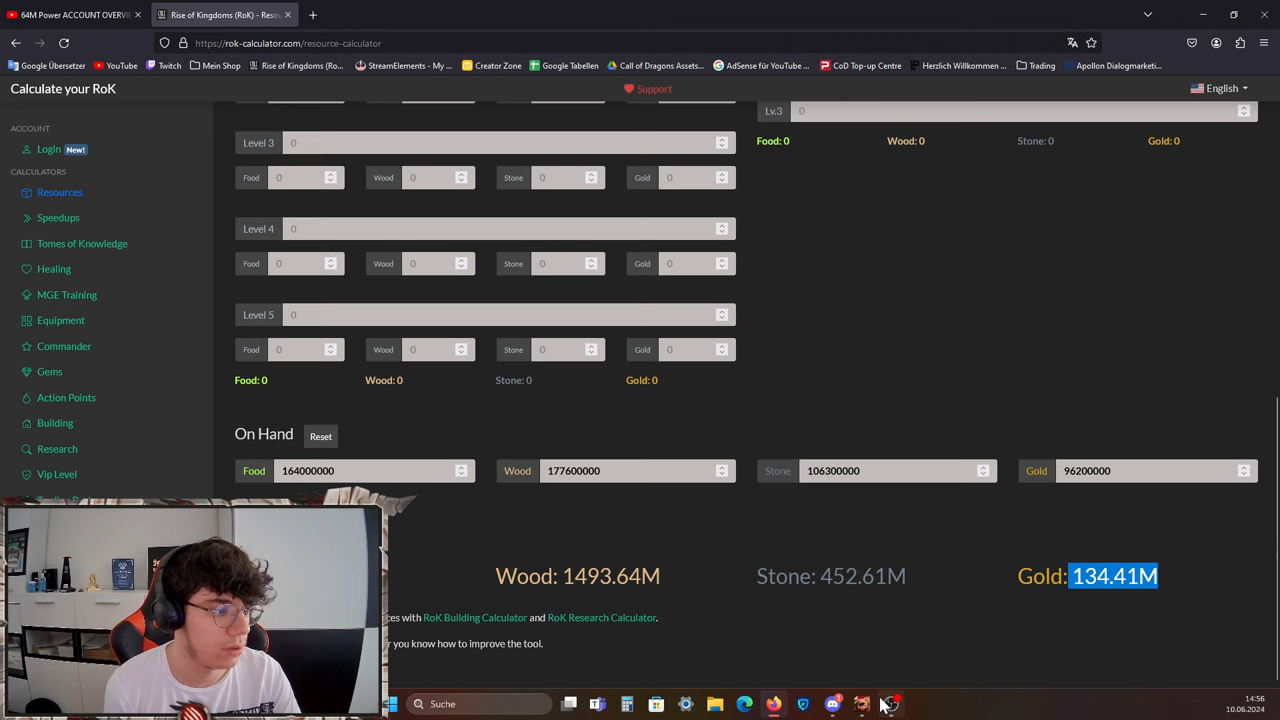 64M Power ACCOUNT OVERVIE
Rise of Kingdoms (RoK) - Resou
https://rok-calculator.com/resource-calculator
Google Übersetzer YouTube Twitch Mein Shop Rise of Kingdoms (Ro... StreamElements - My ... Creator Zone Google Tabellen Call of Dragons Assets... AdSense für YouTube ... CoD Top-up Centre Herzlich Willkommen ... Trading Apollon Dialogmarketi...
Calculate your RoK
Support
English
ACCOUNT
Login New!
CALCULATORS
Resources
Speedups
Tomes of Knowledge
Healing
MGE Training
Equipment
Commander
Gems
Action Points
Building
Research
Vip Level
Lv.3 0
Food: 0 Wood: 0 Stone: 0 Gold: 0
Level 3 0
Food 0 Wood 0 Stone 0 Gold 0
Level 4 0
Food 0 Wood 0 Stone 0 Gold 0
Level 5 0
Food 0 Wood 0 Stone 0 Gold 0
Food: 0 Wood: 0 Stone: 0 Gold: 0
On Hand Reset
Food 164000000 Wood 177600000 Stone 106300000 Gold 96200000
Wood: 1493.64M Stone: 452.61M Gold: 134.41M
ces with RoK Building Calculator and RoK Research Calculator.
r you know how to improve the tool.
Suche
14:56
10.06.2024